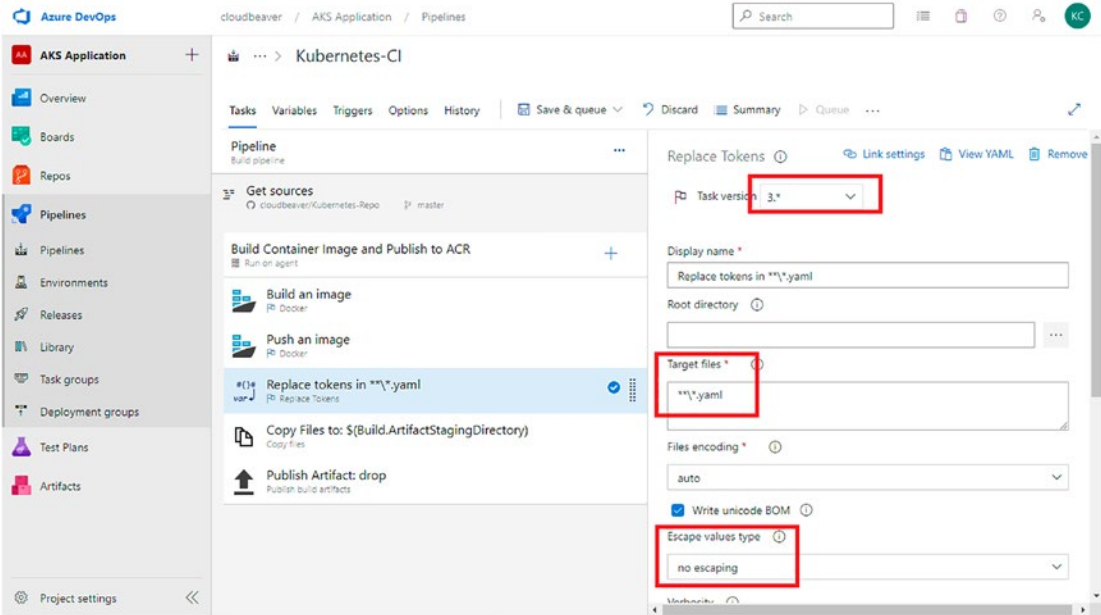 Azure DevOps
cloudbeaver / AKS Application / Pipelines
Search
KC
AA AKS Application
Overview
Boards
Repos
Pipelines
Pipelines
Environments
Releases
Library
Task groups
Deployment groups
Test Plans
Artifacts
Project settings
... > Kubernetes-CI
Tasks Variables Triggers Options History Save & queue Discard Summary Queue ...
Pipeline
Build pipeline
Get sources
cloudbeaver/Kubernetes-Repo master
Build Container Image and Publish to ACR
Run on agent
Build an image
Docker
Push an image
Docker
Replace tokens in **\*.yaml
Replace Tokens
Copy Files to: $(Build.ArtifactStagingDirectory)
Copy files
Publish Artifact: drop
Publish build artifacts
Replace Tokens Link settings View YAML Remove
Task version 3.*
Display name *
Replace tokens in **\*.yaml
Root directory
...
Target files *
**\*.yaml
Files encoding *
auto
Write unicode BOM
Escape values type
no escaping
Verbosity